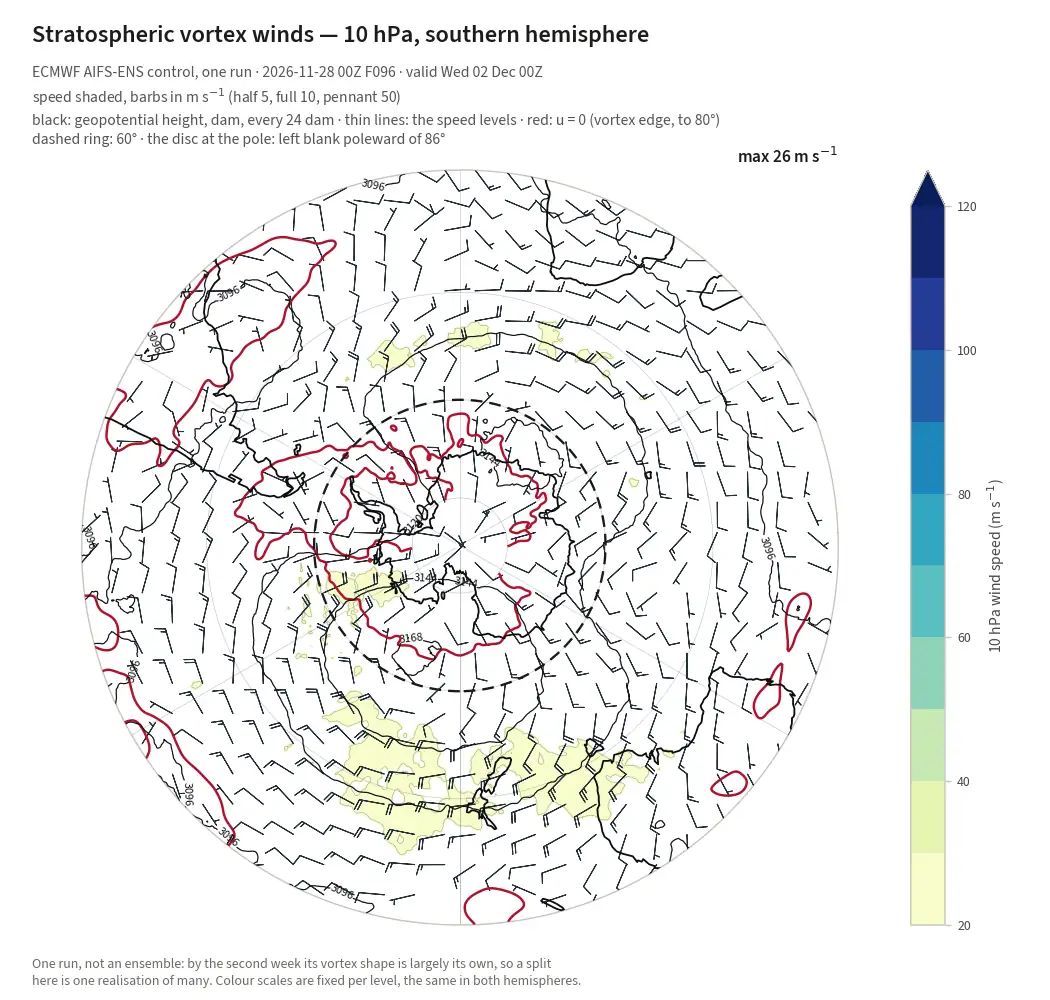 Stratospheric vortex winds — 10 hPa, southern hemisphere
ECMWF AIFS-ENS control, one run · 2026-11-28 00Z F096 · valid Wed 02 Dec 00Z
speed shaded, barbs in m s⁻¹ (half 5, full 10, pennant 50)
black: geopotential height, dam, every 24 dam · thin lines: the speed levels · red: u = 0 (vortex edge, to 80°)
dashed ring: 60° · the disc at the pole: left blank poleward of 86°
max 26 m s⁻¹
3096
3096
3096
3144
3120
3096
3096
3144
3144
3168
3096
3096
3096
3096
120
100
80
60
40
20
10 hPa wind speed (m s⁻¹)
One run, not an ensemble: by the second week its vortex shape is largely its own, so a split
here is one realisation of many. Colour scales are fixed per level, the same in both hemispheres.